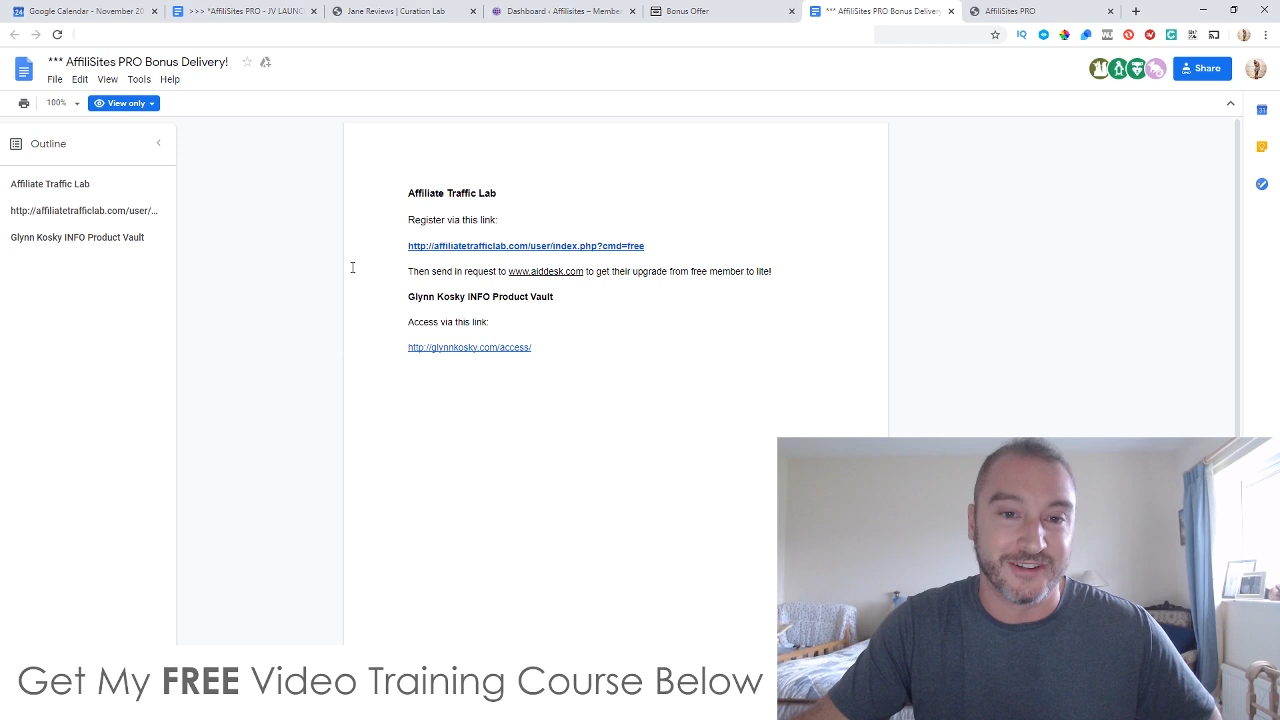 Google Calendar - November 20
>>> *AffiliSites PRO - JV LAUNC
Jane Reviews | Curation Lab
Dashboard ‹ Affilisites – Membe
Bonus Offer
*** AffiliSites PRO Bonus Delivery
AffiliSites PRO
*** AffiliSites PRO Bonus Delivery!
File Edit View Tools Help
Share
100%
View only
Outline
Affiliate Traffic Lab
http://affiliatetrafficlab.com/user/...
Glynn Kosky INFO Product Vault
Affiliate Traffic Lab
Register via this link:
http://affiliatetrafficlab.com/user/index.php?cmd=free
Then send in request to www.aiddesk.com to get their upgrade from free member to lite!
Glynn Kosky INFO Product Vault
Access via this link:
http://glynnkosky.com/access/
Get My FREE Video Training Course Below